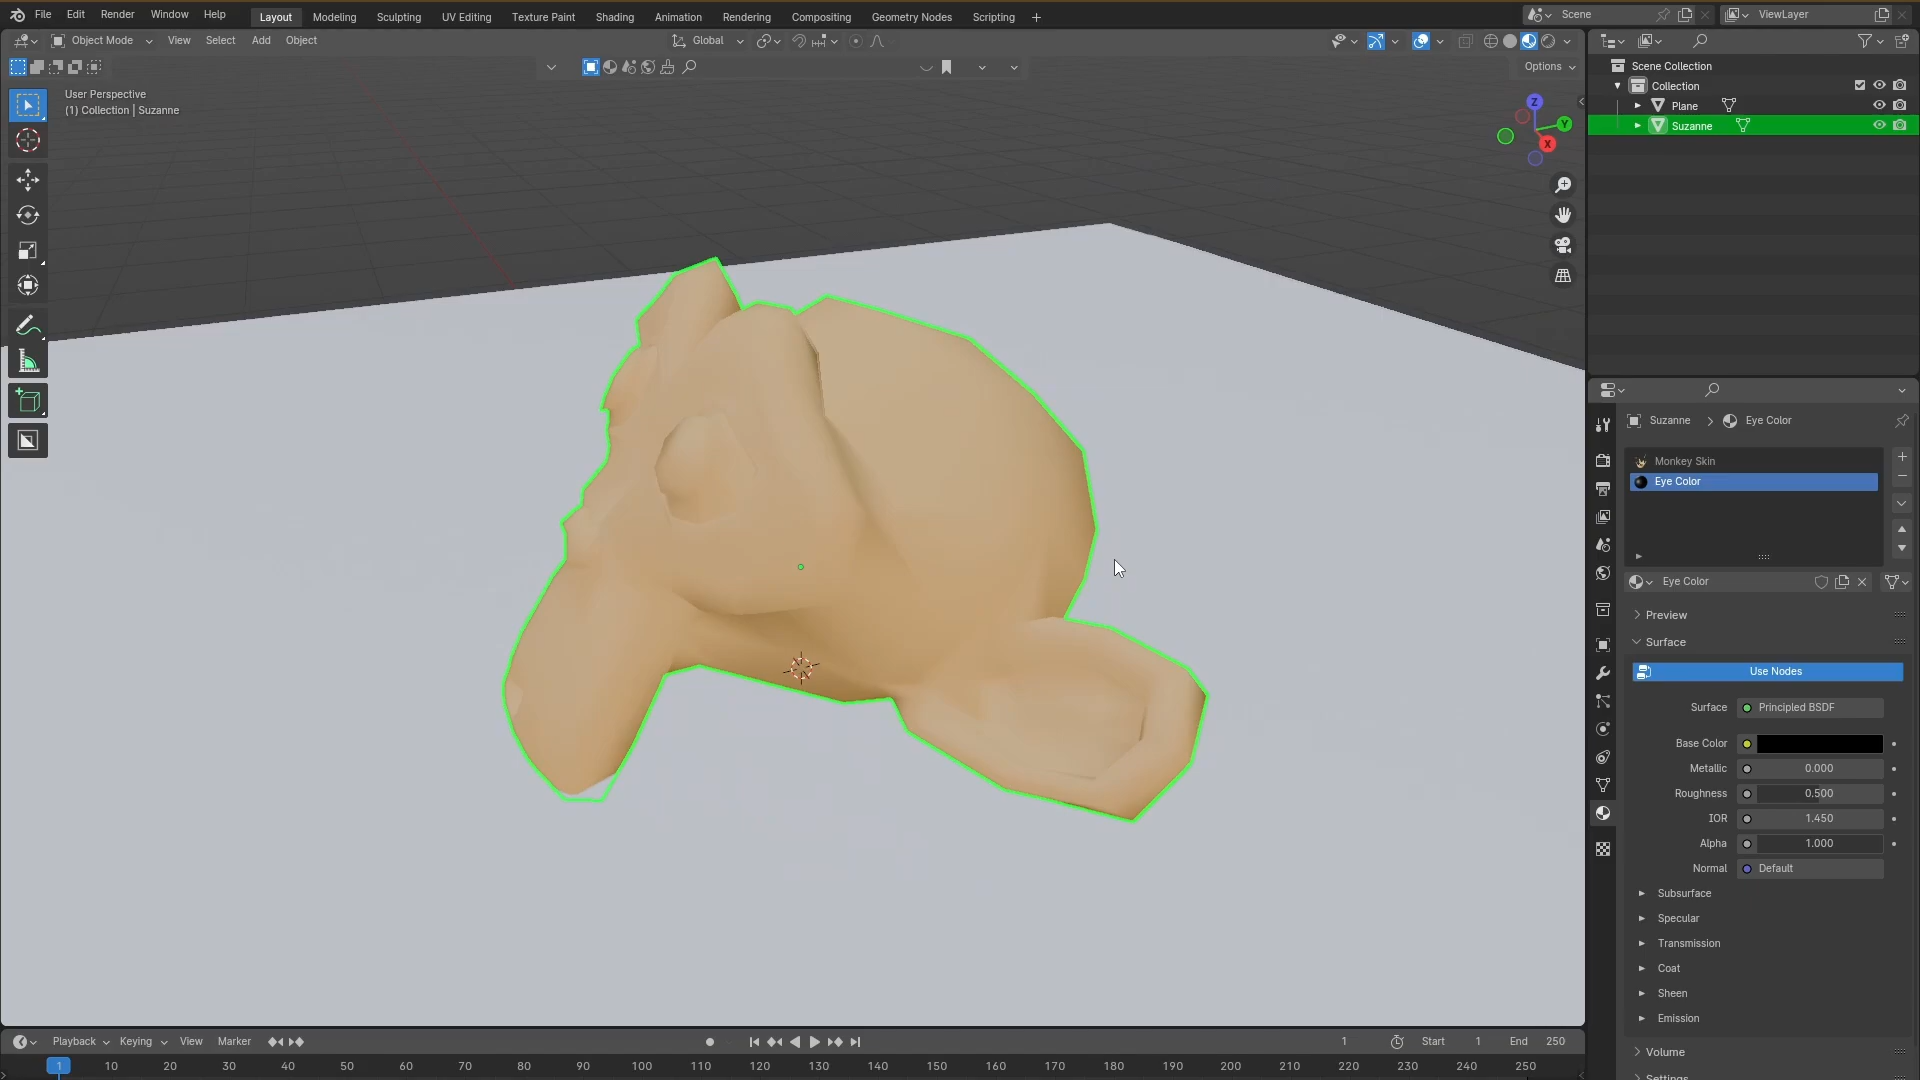 File Edit Render Window Help Layout Modeling Sculpting UV Editing Texture Paint Shading Animation Rendering Compositing Geometry Nodes Scripting Scene ViewLayer
Object Mode View Select Add Object Global
Options
User Perspective
(1) Collection | Suzanne
Z
Y
X
Scene Collection
Collection
Plane
Suzanne
Suzanne Eye Color
Monkey Skin
Eye Color
Eye Color
Preview
Surface
Use Nodes
Surface Principled BSDF
Base Color
Metallic 0.000
Roughness 0.500
IOR 1.450
Alpha 1.000
Normal Default
Subsurface
Specular
Transmission
Coat
Sheen
Emission
Volume
Settings
Playback Keying View Marker 1 Start 1 End 250
1 10 20 30 40 50 60 70 80 90 100 110 120 130 140 150 160 170 180 190 200 210 220 230 240 250